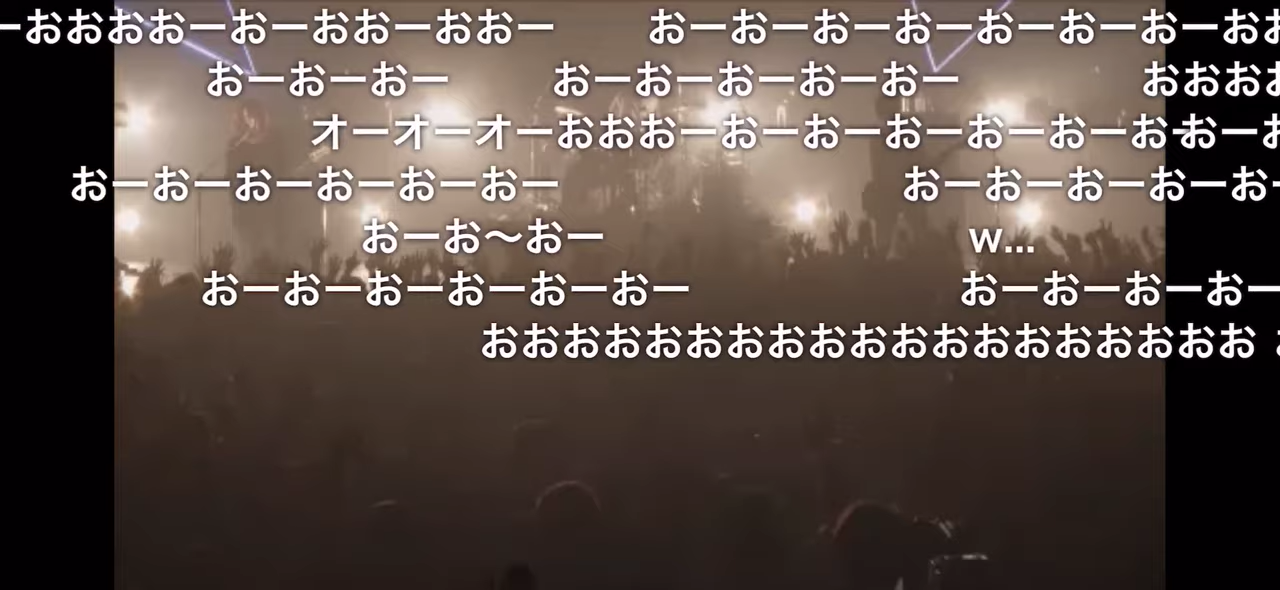 ーおおおお​ーおーおおーおおー おーおーおーおーおーおーおーおお
おーおーおー おーおーおーおーおー おおおお
オーオーオーおおおーおーおーおーおーおーおーおーお
おーおーおーおーおーおー おーおーおーおーおー
おーお〜おー w…
おーおーおーおーおーおー おーおーおーおー
おおおおおおおおおおおおおおおおおおお